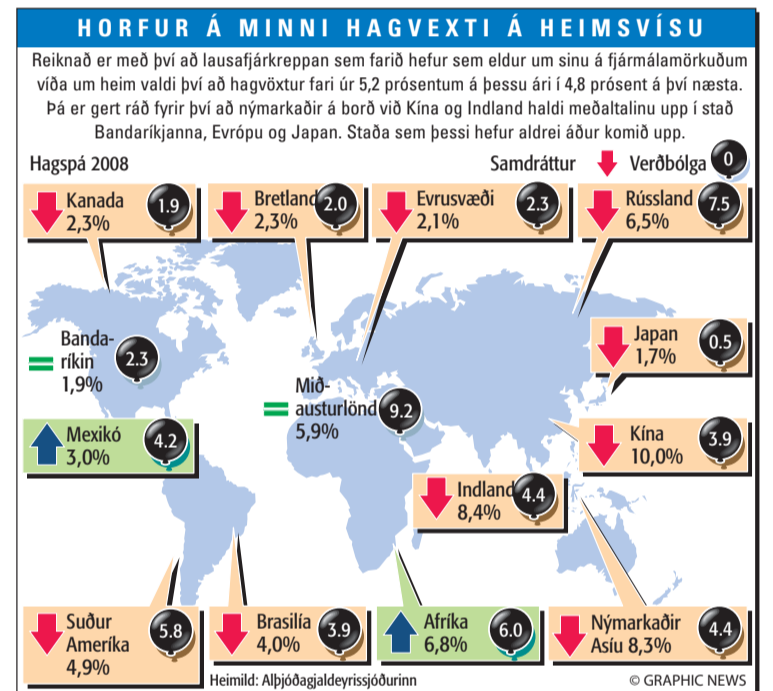 HORFUR Á MINNI HAGVEXTI Á HEIMSVÍSU
Reiknað er með því að lausafjárkreppan sem farið hefur sem eldur um sinu á fjármálamörkuðum
víða um heim valdi því að hagvöxtur fari úr 5,2 prósentum á þessu ári í 4,8 prósent á því næsta.
Þá er gert ráð fyrir því að nýmarkaðir á borð við Kína og Indland haldi meðaltalinu upp í stað
Bandaríkjanna, Evrópu og Japan. Staða sem þessi hefur aldrei áður komið upp.
Hagspá 2008
Samdráttur
Verðbólga 0
Kanada
2,3%
1.9
Bretland
2,3%
2.0
Evrusvæði
2,1%
2.3
Rússland
6,5%
7.5
Banda-
ríkin
1,9%
2.3
Mið-
austurlönd
5,9%
9.2
Japan
1,7%
0.5
Mexikó
3,0%
4.2
Kína
10,0%
3.9
Indland
8,4%
4.4
Suður
Ameríka
4,9%
5.8
Brasilía
4,0%
3.9
Afríka
6,8%
6.0
Nýmarkaðir
Asíu 8,3%
4.4
Heimild: Alþjóðagjaldeyrissjóðurinn
© GRAPHIC NEWS